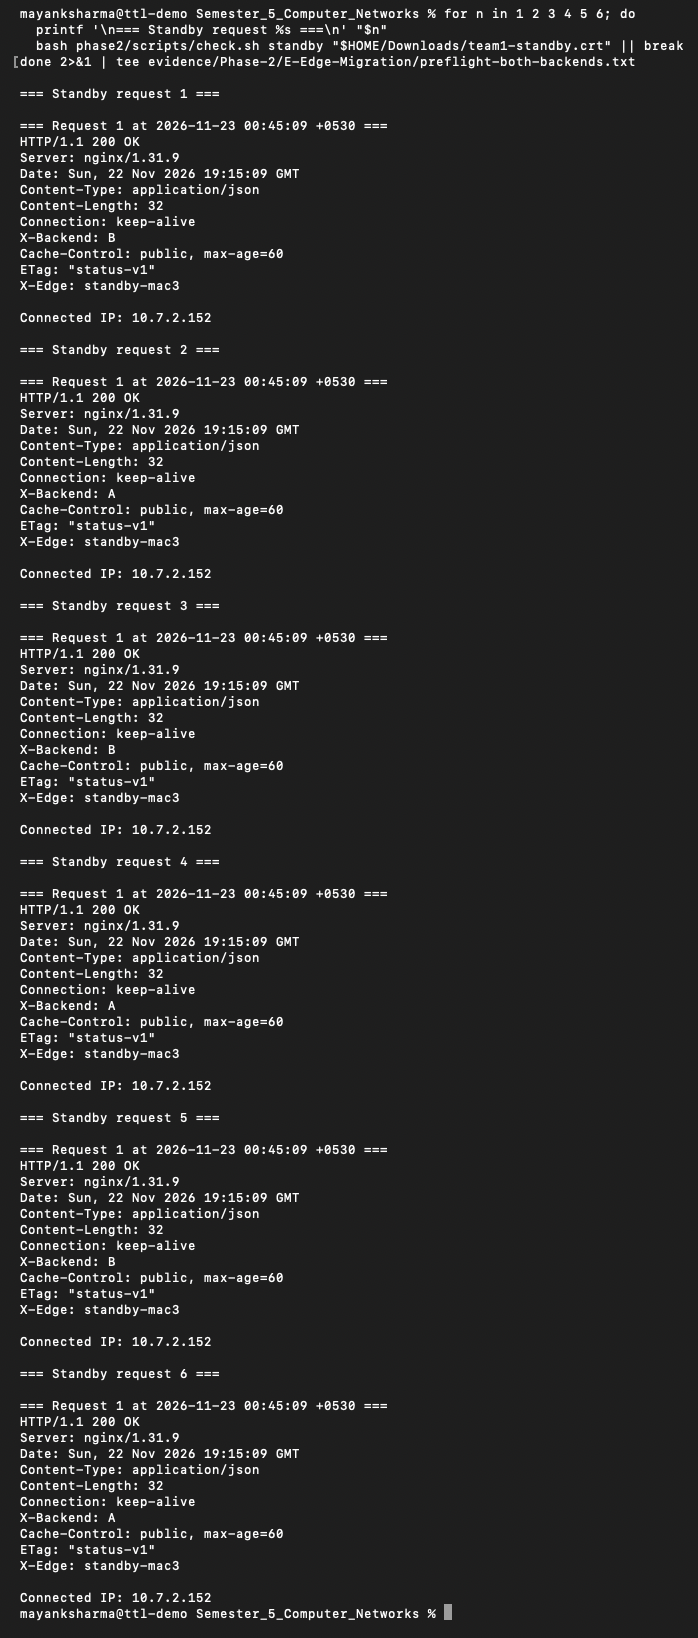 mayanksharma@ttl-demo Semester_5_Computer_Networks % for n in 1 2 3 4 5 6; do
printf '\n=== Standby request %s ===\n' "$n"
bash phase2/scripts/check.sh standby "$HOME/Downloads/team1-standby.crt" || break
[done 2>&1 | tee evidence/Phase-2/E-Edge-Migration/preflight-both-backends.txt
=== Standby request 1 ===
=== Request 1 at 2026-11-23 00:45:09 +0530 ===
HTTP/1.1 200 OK
Server: nginx/1.31.9
Date: Sun, 22 Nov 2026 19:15:09 GMT
Content-Type: application/json
Content-Length: 32
Connection: keep-alive
X-Backend: B
Cache-Control: public, max-age=60
ETag: "status-v1"
X-Edge: standby-mac3
Connected IP: 10.7.2.152
=== Standby request 2 ===
=== Request 1 at 2026-11-23 00:45:09 +0530 ===
HTTP/1.1 200 OK
Server: nginx/1.31.9
Date: Sun, 22 Nov 2026 19:15:09 GMT
Content-Type: application/json
Content-Length: 32
Connection: keep-alive
X-Backend: A
Cache-Control: public, max-age=60
ETag: "status-v1"
X-Edge: standby-mac3
Connected IP: 10.7.2.152
=== Standby request 3 ===
=== Request 1 at 2026-11-23 00:45:09 +0530 ===
HTTP/1.1 200 OK
Server: nginx/1.31.9
Date: Sun, 22 Nov 2026 19:15:09 GMT
Content-Type: application/json
Content-Length: 32
Connection: keep-alive
X-Backend: B
Cache-Control: public, max-age=60
ETag: "status-v1"
X-Edge: standby-mac3
Connected IP: 10.7.2.152
=== Standby request 4 ===
=== Request 1 at 2026-11-23 00:45:09 +0530 ===
HTTP/1.1 200 OK
Server: nginx/1.31.9
Date: Sun, 22 Nov 2026 19:15:09 GMT
Content-Type: application/json
Content-Length: 32
Connection: keep-alive
X-Backend: A
Cache-Control: public, max-age=60
ETag: "status-v1"
X-Edge: standby-mac3
Connected IP: 10.7.2.152
=== Standby request 5 ===
=== Request 1 at 2026-11-23 00:45:09 +0530 ===
HTTP/1.1 200 OK
Server: nginx/1.31.9
Date: Sun, 22 Nov 2026 19:15:09 GMT
Content-Type: application/json
Content-Length: 32
Connection: keep-alive
X-Backend: B
Cache-Control: public, max-age=60
ETag: "status-v1"
X-Edge: standby-mac3
Connected IP: 10.7.2.152
=== Standby request 6 ===
=== Request 1 at 2026-11-23 00:45:09 +0530 ===
HTTP/1.1 200 OK
Server: nginx/1.31.9
Date: Sun, 22 Nov 2026 19:15:09 GMT
Content-Type: application/json
Content-Length: 32
Connection: keep-alive
X-Backend: A
Cache-Control: public, max-age=60
ETag: "status-v1"
X-Edge: standby-mac3
Connected IP: 10.7.2.152
mayanksharma@ttl-demo Semester_5_Computer_Networks %